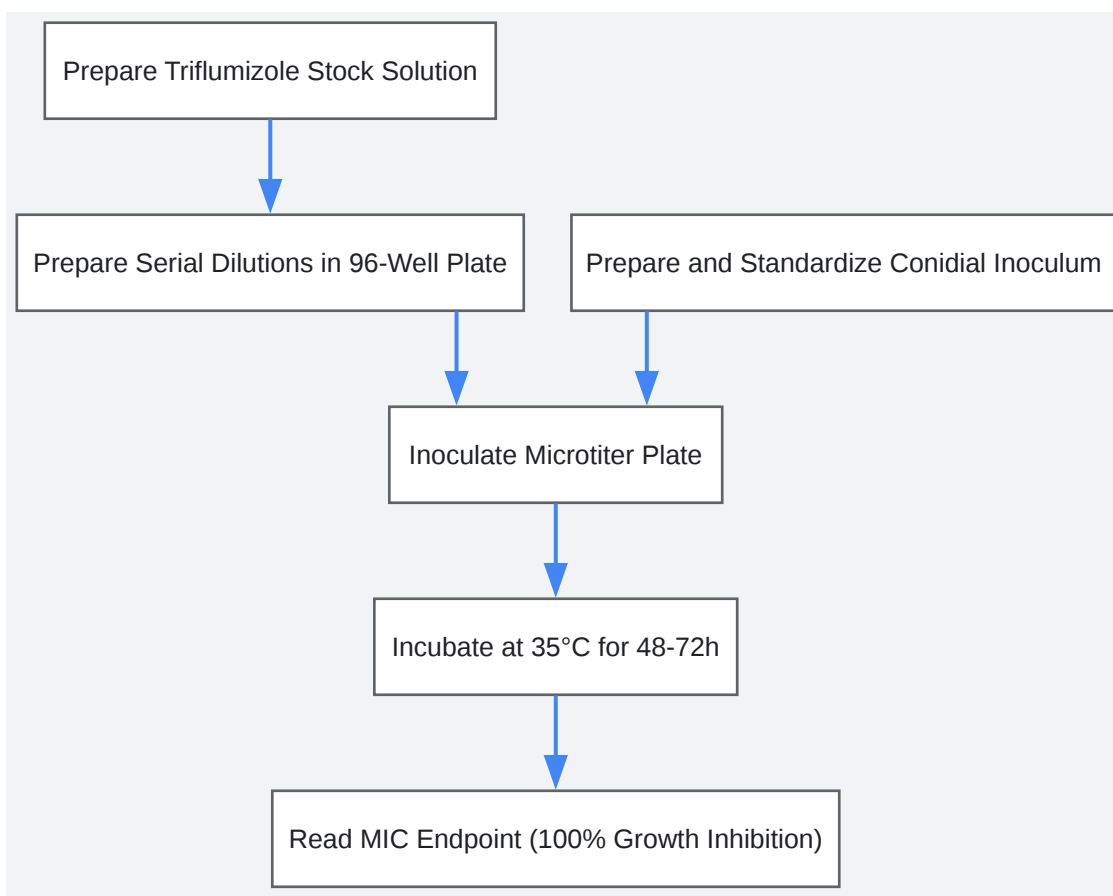 Prepare Triflumizole Stock Solution
Prepare Serial Dilutions in 96-Well Plate
Prepare and Standardize Conidial Inoculum
Inoculate Microtiter Plate
Incubate at 35°C for 48-72h
Read MIC Endpoint (100% Growth Inhibition)